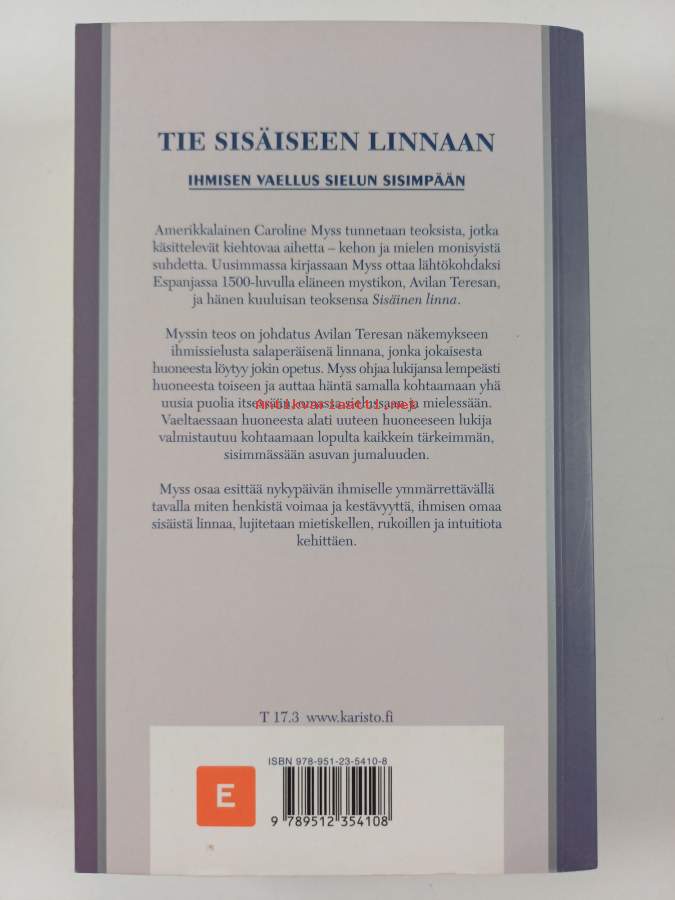 TIE SISÄISEEN LINNAAN
IHMISEN VAELLUS SIELUN SISIMPÄÄN
Amerikkalainen Caroline Myss tunnetaan teoksista, jotka
käsittelevät kiehtovaa aihetta – kehon ja mielen monisyistä
suhdetta. Uusimmassa kirjassaan Myss ottaa lähtökohdaksi
Espanjassa 1500-luvulla eläneen mystikon, Avilan Teresan,
ja hänen kuuluisan teoksensa Sisäinen linna.
Myssin teos on johdatus Avilan Teresan näkemykseen
ihmissielusta salaperäisenä linnana, jonka jokaisesta
huoneesta löytyy jokin opetus. Myss ohjaa lukijansa lempeästi
huoneesta toiseen ja auttaa häntä samalla kohtaamaan yhä
uusia puolia itsessään, omasta sielussaan ja mielessään.
Antikvariaatti.net
Vaeltaessaan huoneesta alati uuteen huoneeseen lukija
valmistautuu kohtaamaan lopulta kaikkein tärkeimmän,
sisimmässään asuvan jumaluuden.
Myss osaa esittää nykypäivän ihmiselle ymmärrettävällä
tavalla miten henkistä voimaa ja kestävyyttä, ihmisen omaa
sisäistä linnaa, lujitetaan mietiskellen, rukoillen ja intuitiota
kehittäen.
T 17.3 www.karisto.fi
ISBN 978-951-23-5410-8
E
9 789512 354108